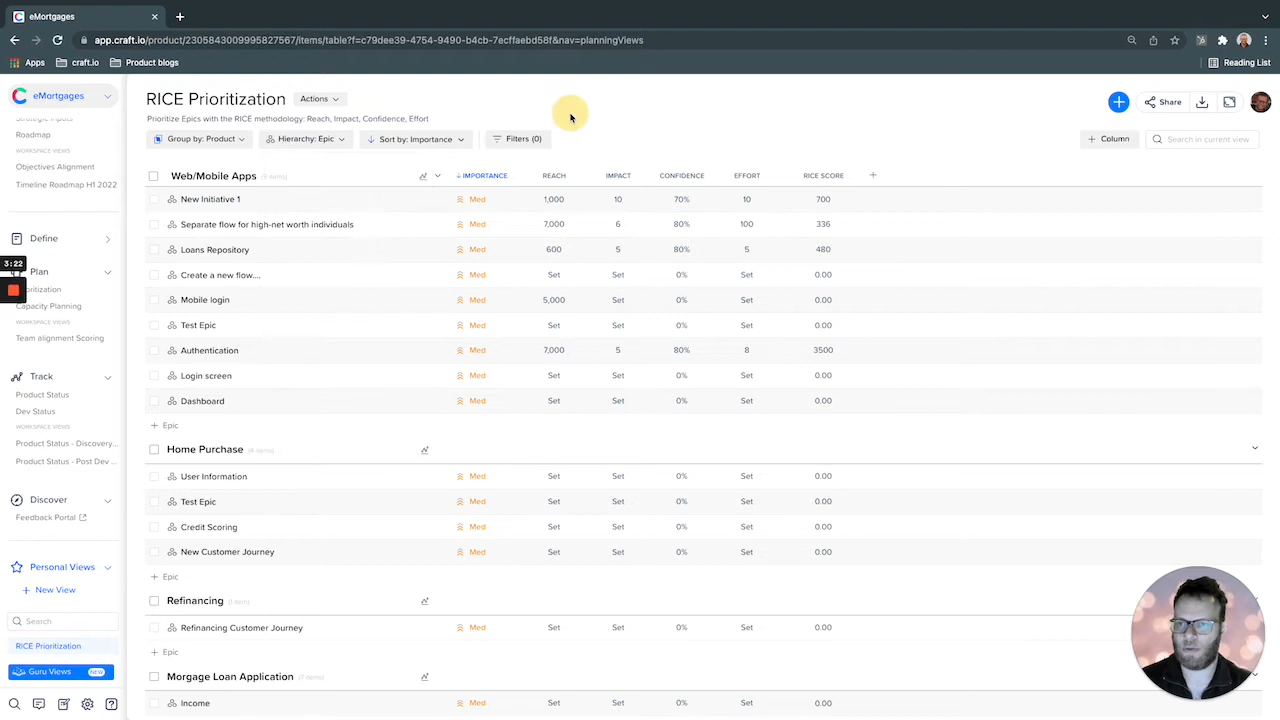 eMortgages
app.craft.io/product/2305843009995827567/items/table?f=c79dee39-4754-9490-b4cb-7ecffaebd58f&nav=planningViews
Apps craft.io Product blogs Reading List
eMortgages
Strategic Inputs
Roadmap
WORKSPACE VIEWS
Objectives Alignment
Timeline Roadmap H1 2022
Define
3:22
Plan
oritization
Capacity Planning
WORKSPACE VIEWS
Team alignment Scoring
Track
Product Status
Dev Status
WORKSPACE VIEWS
Product Status - Discovery...
Product Status - Post Dev ...
Discover
Feedback Portal
Personal Views
+ New View
Search
RICE Prioritization
Guru Views NEW
RICE Prioritization Actions
Share
Prioritize Epics with the RICE methodology: Reach, Impact, Confidence, Effort
Group by: Product Hierarchy: Epic Sort by: Importance Filters (0) + Column Search in current view
Web/Mobile Apps (9 items) IMPORTANCE REACH IMPACT CONFIDENCE EFFORT RICE SCORE +
New Initiative 1 Med 1,000 10 70% 10 700
Separate flow for high-net worth individuals Med 7,000 6 80% 100 336
Loans Repository Med 600 5 80% 5 480
Create a new flow.... Med Set Set 0% Set 0.00
Mobile login Med 5,000 Set 0% Set 0.00
Test Epic Med Set Set 0% Set 0.00
Authentication Med 7,000 5 80% 8 3500
Login screen Med Set Set 0% Set 0.00
Dashboard Med Set Set 0% Set 0.00
+ Epic
Home Purchase (4 items)
User Information Med Set Set 0% Set 0.00
Test Epic Med Set Set 0% Set 0.00
Credit Scoring Med Set Set 0% Set 0.00
New Customer Journey Med Set Set 0% Set 0.00
+ Epic
Refinancing (1 item)
Refinancing Customer Journey Med Set Set 0% Set 0.00
+ Epic
Morgage Loan Application
Income Med Set Set 0% Set 0.00